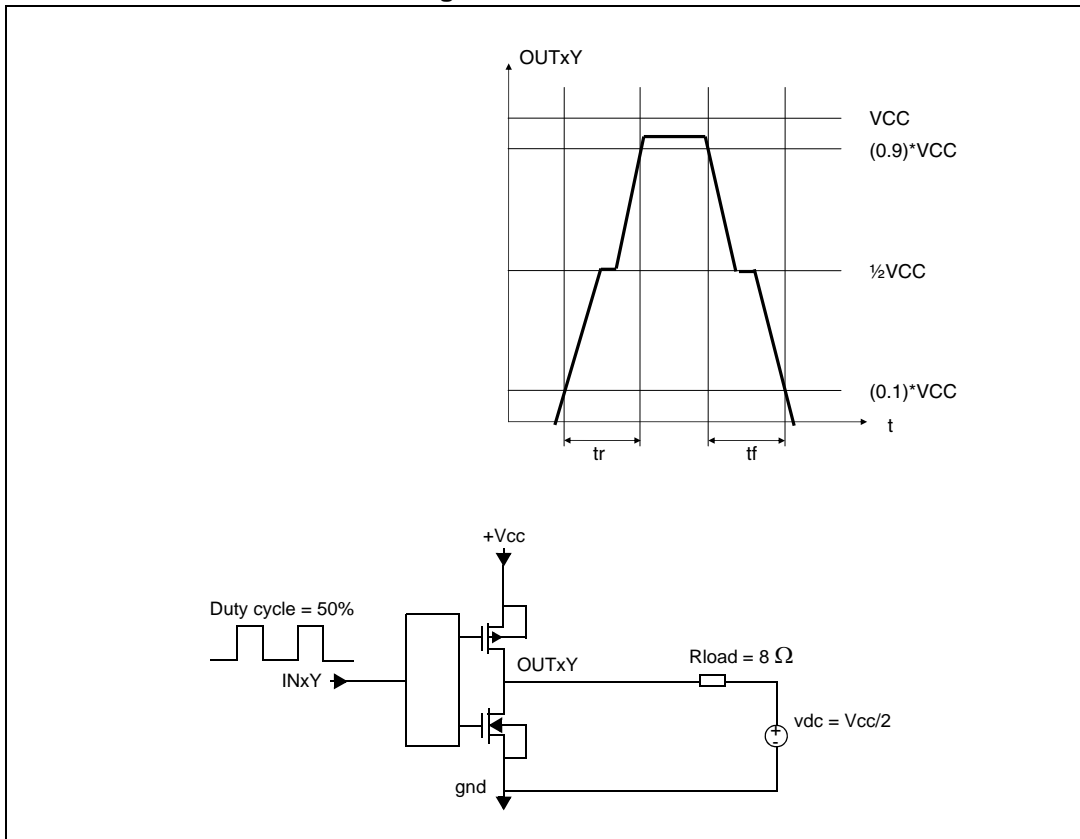 OUTxY
VCC
(0.9)*VCC
½VCC
(0.1)*VCC
t
tr
tf
+Vcc
Duty cycle = 50%
INxY
OUTxY
Rload = 8 Ω
vdc = Vcc/2
+
-
gnd